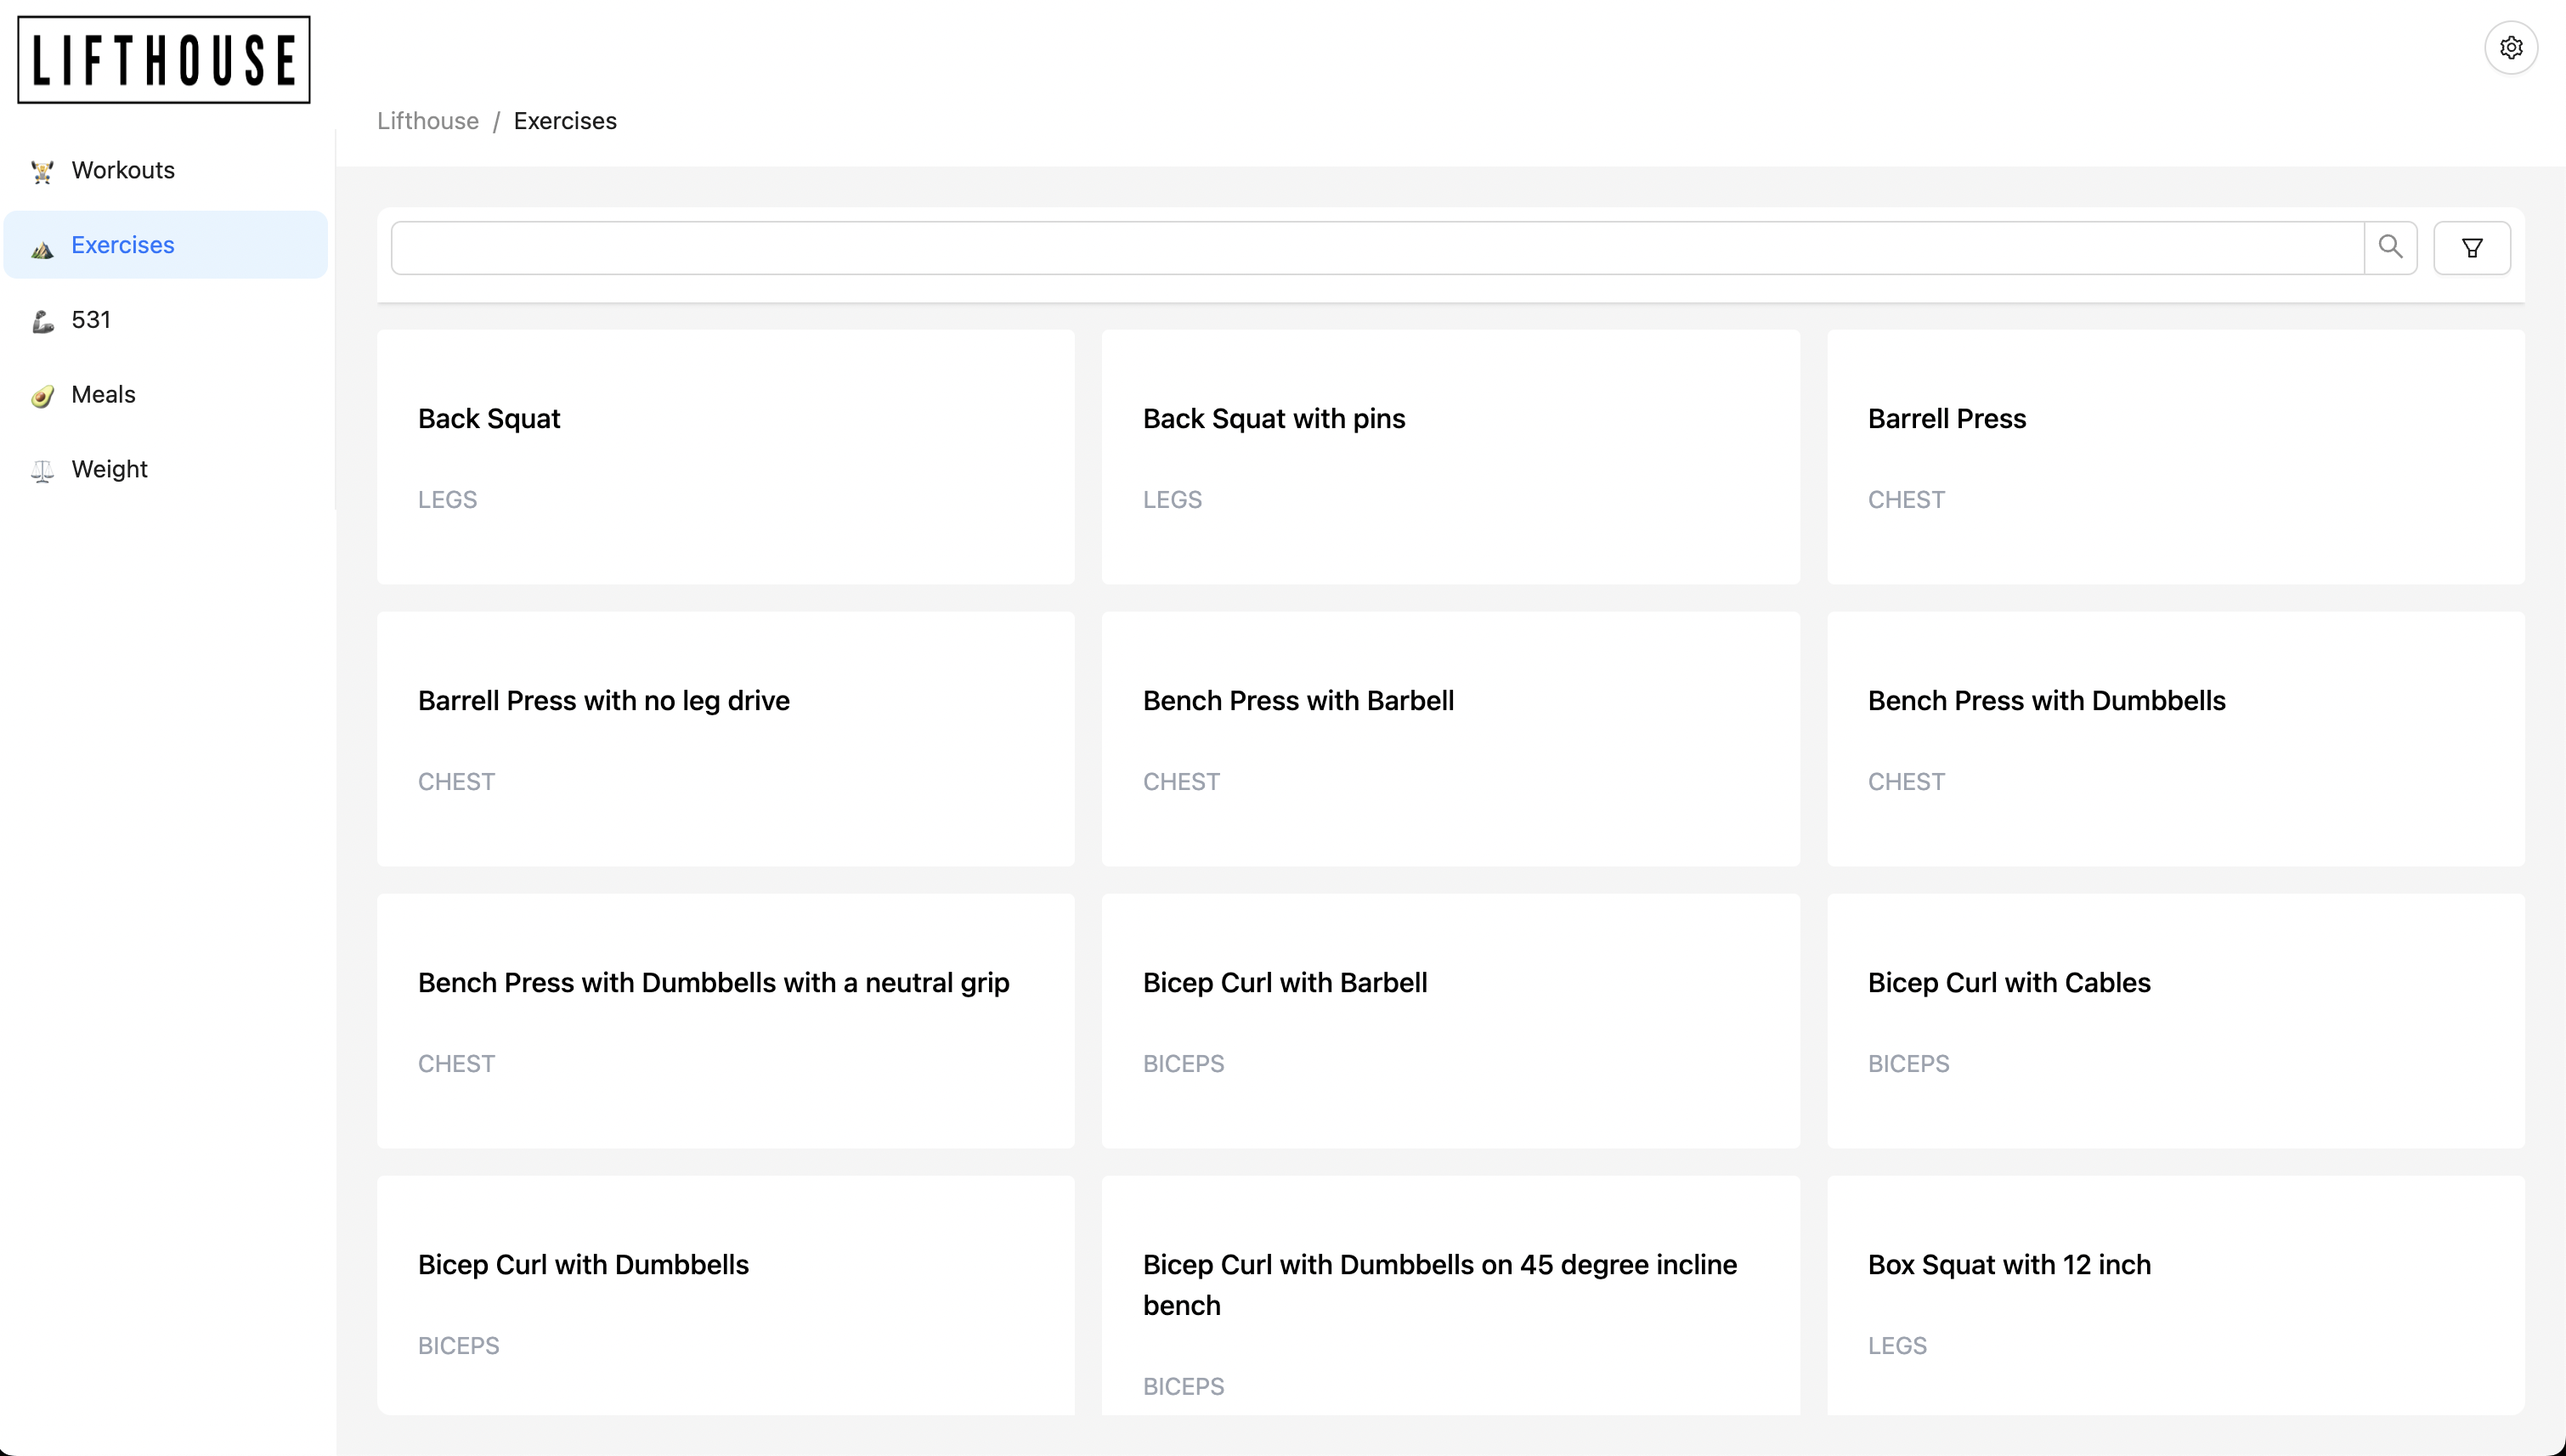 LIFTHOUSE
Lifthouse / Exercises
Workouts
Exercises
531
Meals
Weight
Back Squat
LEGS
Back Squat with pins
LEGS
Barrell Press
CHEST
Barrell Press with no leg drive
CHEST
Bench Press with Barbell
CHEST
Bench Press with Dumbbells
CHEST
Bench Press with Dumbbells with a neutral grip
CHEST
Bicep Curl with Barbell
BICEPS
Bicep Curl with Cables
BICEPS
Bicep Curl with Dumbbells
BICEPS
Bicep Curl with Dumbbells on 45 degree incline
bench
BICEPS
Box Squat with 12 inch
LEGS